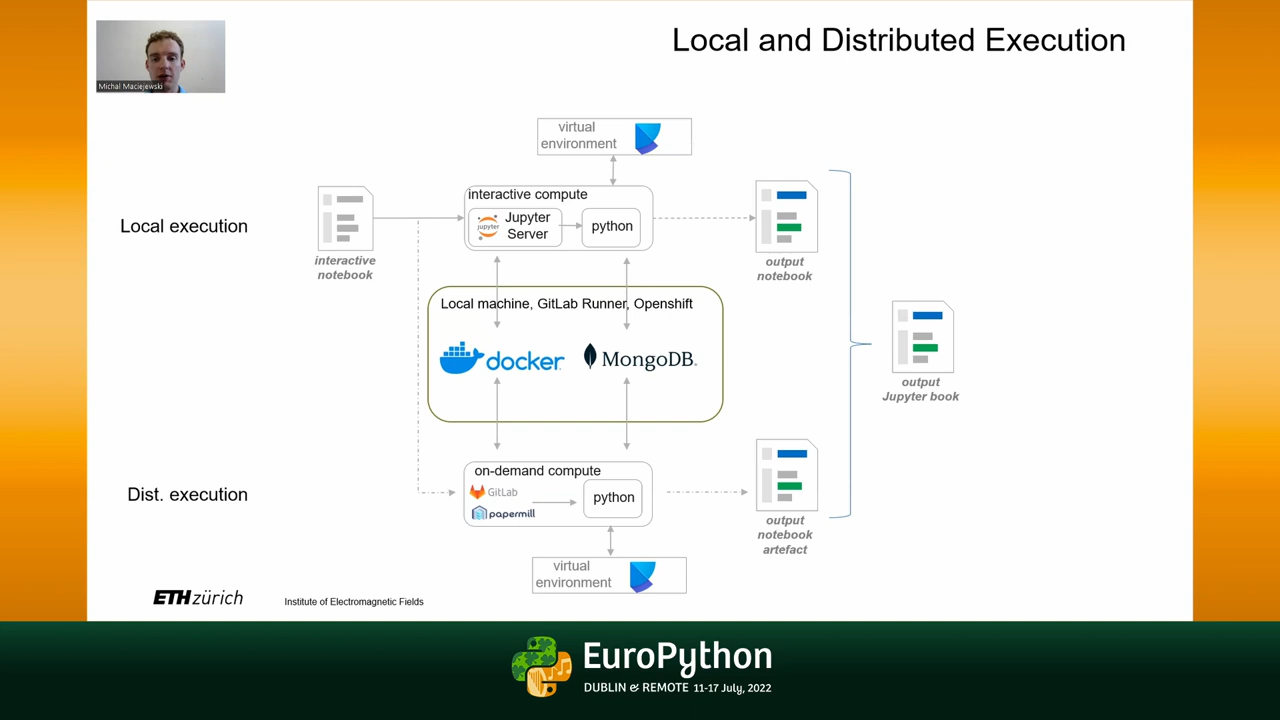 Local and Distributed Execution
Michal Maciejewski
virtual
environment
Local execution
interactive
notebook
interactive compute
jupyter
Jupyter
Server
python
output
notebook
Local machine, GitLab Runner, Openshift
docker
MongoDB.
output
Jupyter book
Dist. execution
on-demand compute
GitLab
papermill
python
output
notebook
artefact
virtual
environment
ETH zürich
Institute of Electromagnetic Fields
EuroPython
DUBLIN & REMOTE 11-17 July, 2022